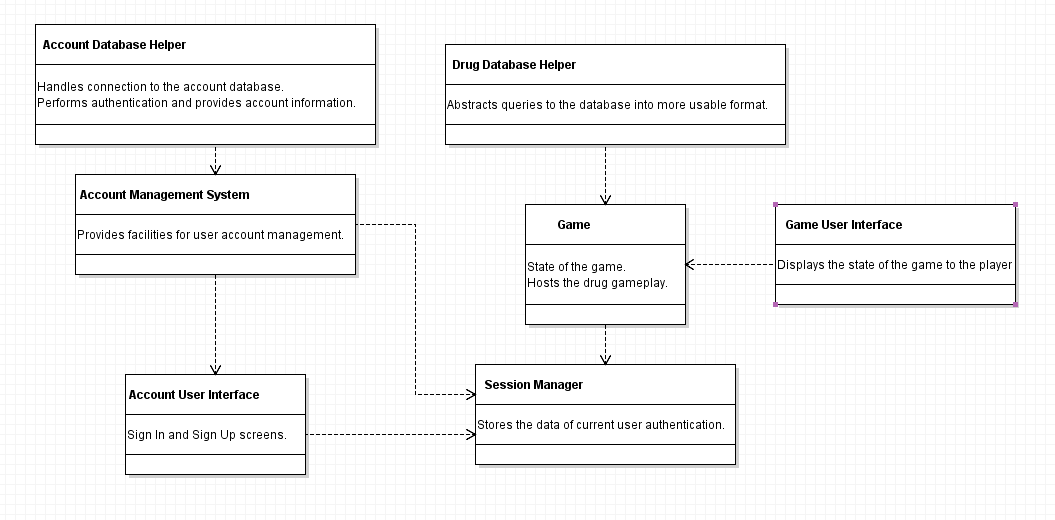 Account Database Helper
Handles connection to the account database.
Performs authentication and provides account information.
Drug Database Helper
Abstracts queries to the database into more usable format.
Account Management System
Provides facilities for user account management.
Game
State of the game.
Hosts the drug gameplay.
Game User Interface
Displays the state of the game to the player
Account User Interface
Sign In and Sign Up screens.
Session Manager
Stores the data of current user authentication.